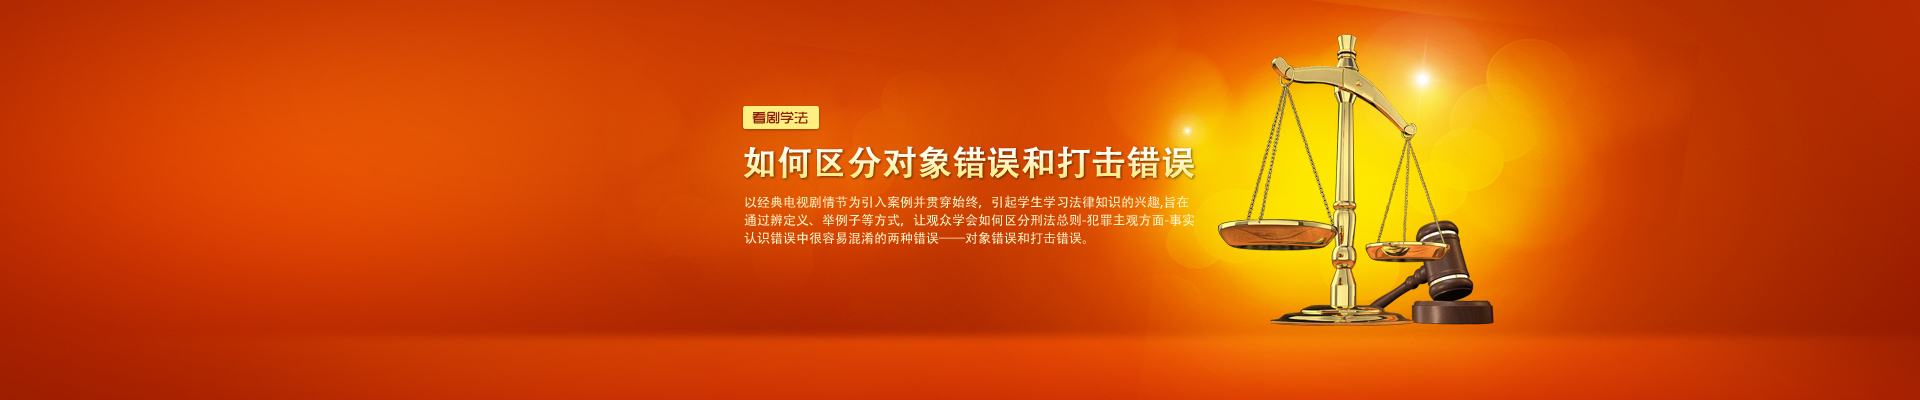 看剧学法
如何区分对象错误和打击错误
以经典电视剧情节为引入案例并贯穿始终，引起学生学习法律知识的兴趣,旨在
通过辨定义、举例子等方式，让观众学会如何区分刑法总则-犯罪主观方面-事实
认识错误中很容易混淆的两种错误——对象错误和打击错误。